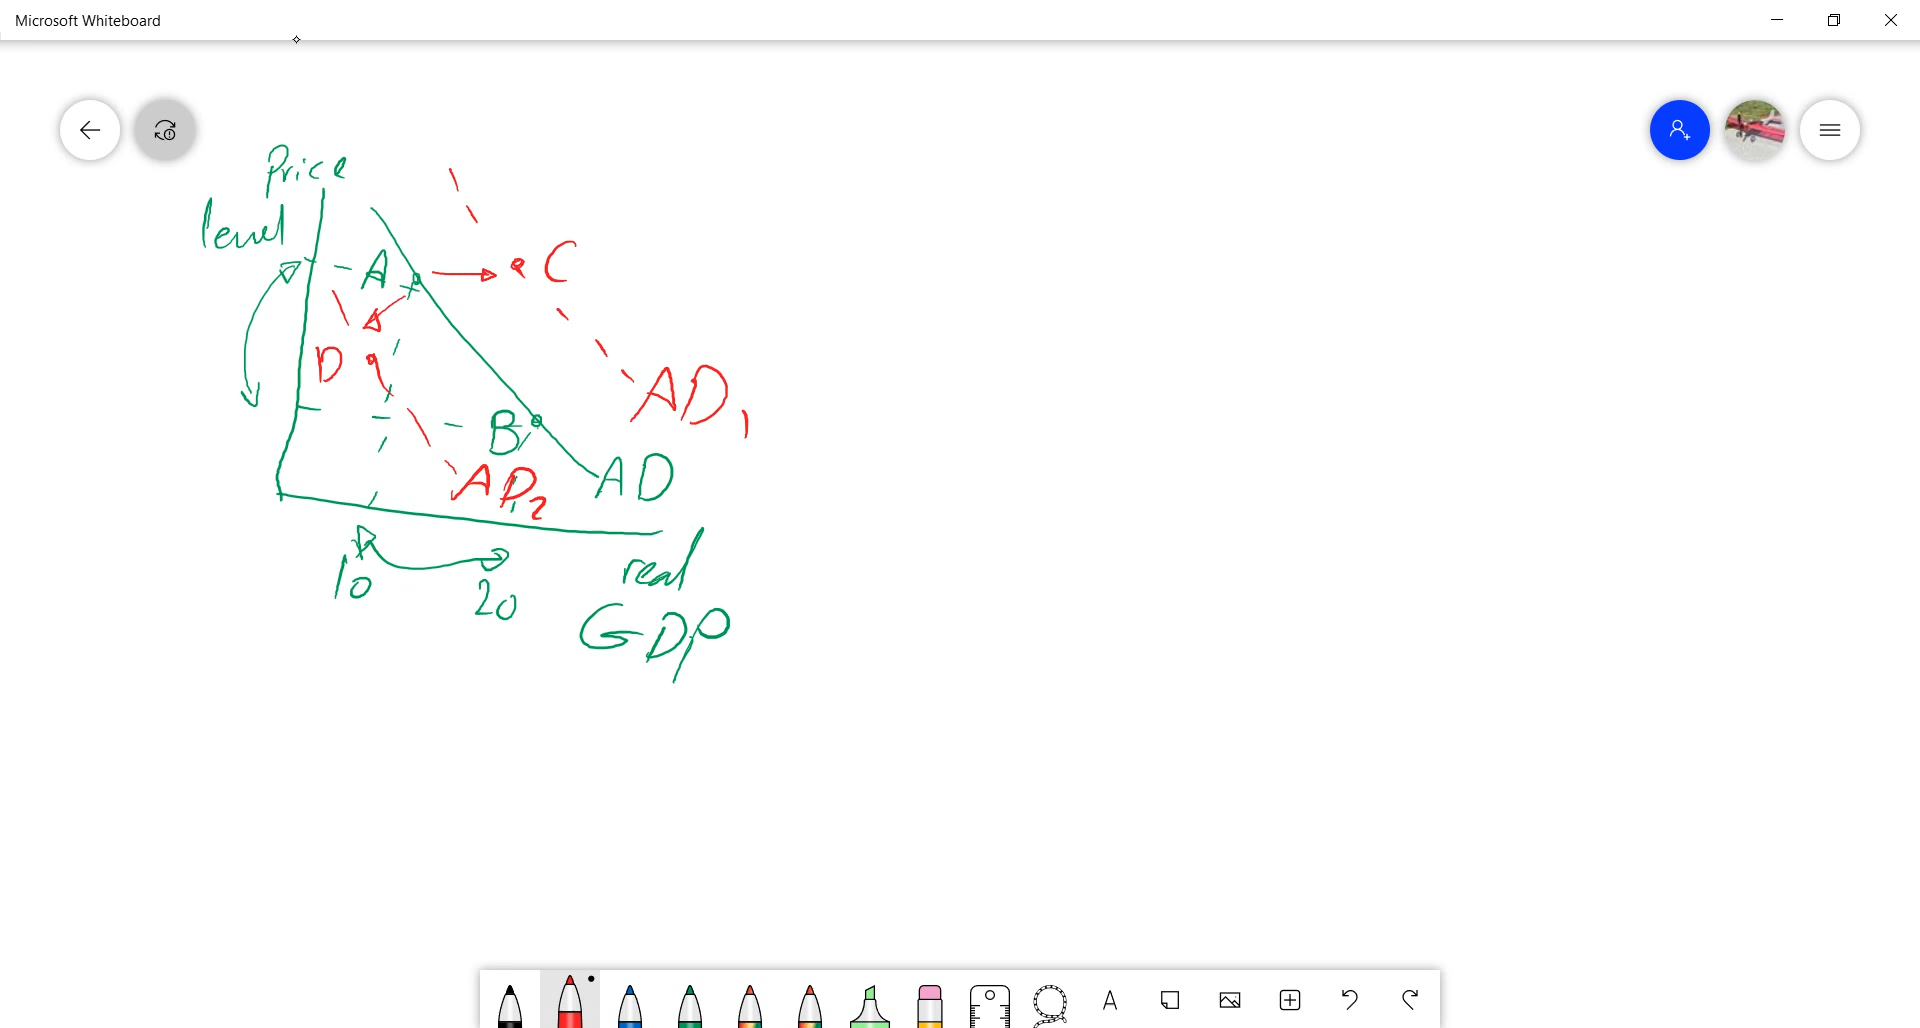 Microsoft Whiteboard
Price
level
A
C
D
AD1
B
AD2
AD
10
20
real
GDP
A